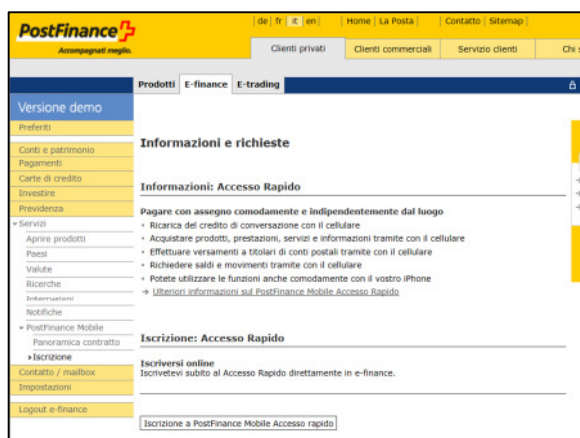 PostFinance
Accompagnati meglio.
de | fr | it | en | Home | La Posta | Contatto | Sitemap |
Clienti privati Clienti commerciali Servizio clienti Chi s
Prodotti E-finance E-trading
Versione demo
Preferiti
Conti e patrimonio
Pagamenti
Carte di credito
Investire
Previdenza
Servizi
Aprire prodotti
Paesi
Valute
Ricerche
Interruzioni
Notifiche
PostFinance Mobile
Panoramica contratto
Iscrizione
Contatto / mailbox
Impostazioni
Logout e-finance
Informazioni e richieste
Informazioni: Accesso Rapido
Pagare con assegno comodamente e indipendentemente dal luogo
Ricarica del credito di conversazione con il cellulare
Acquistare prodotti, prestazioni, servizi e informazioni tramite con il cellulare
Effettuare versamenti a titolari di conti postali tramite con il cellulare
Richiedere saldi e movimenti tramite con il cellulare
Potete utilizzare le funzioni anche comodamente con il vostro iPhone
→ Ulteriori informazioni sul PostFinance Mobile Accesso Rapido
Iscrizione: Accesso Rapido
Iscriversi online
Iscrivetevi subito al Accesso Rapido direttamente in e-finance.
Iscrizione a PostFinance Mobile Accesso rapido